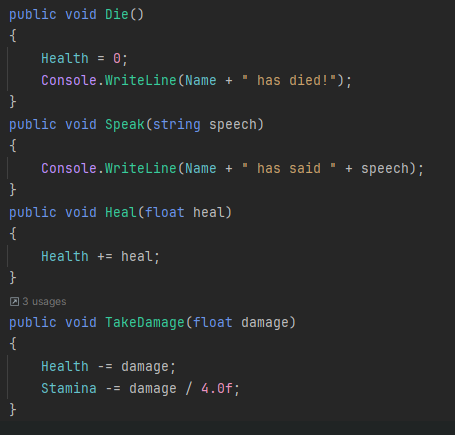 public void Die()
{
    Health = 0;
    Console.WriteLine(Name + " has died!");
}
public void Speak(string speech)
{
    Console.WriteLine(Name + " has said " + speech);
}
public void Heal(float heal)
{
    Health += heal;
}
3 usages
public void TakeDamage(float damage)
{
    Health -= damage;
    Stamina -= damage / 4.0f;
}